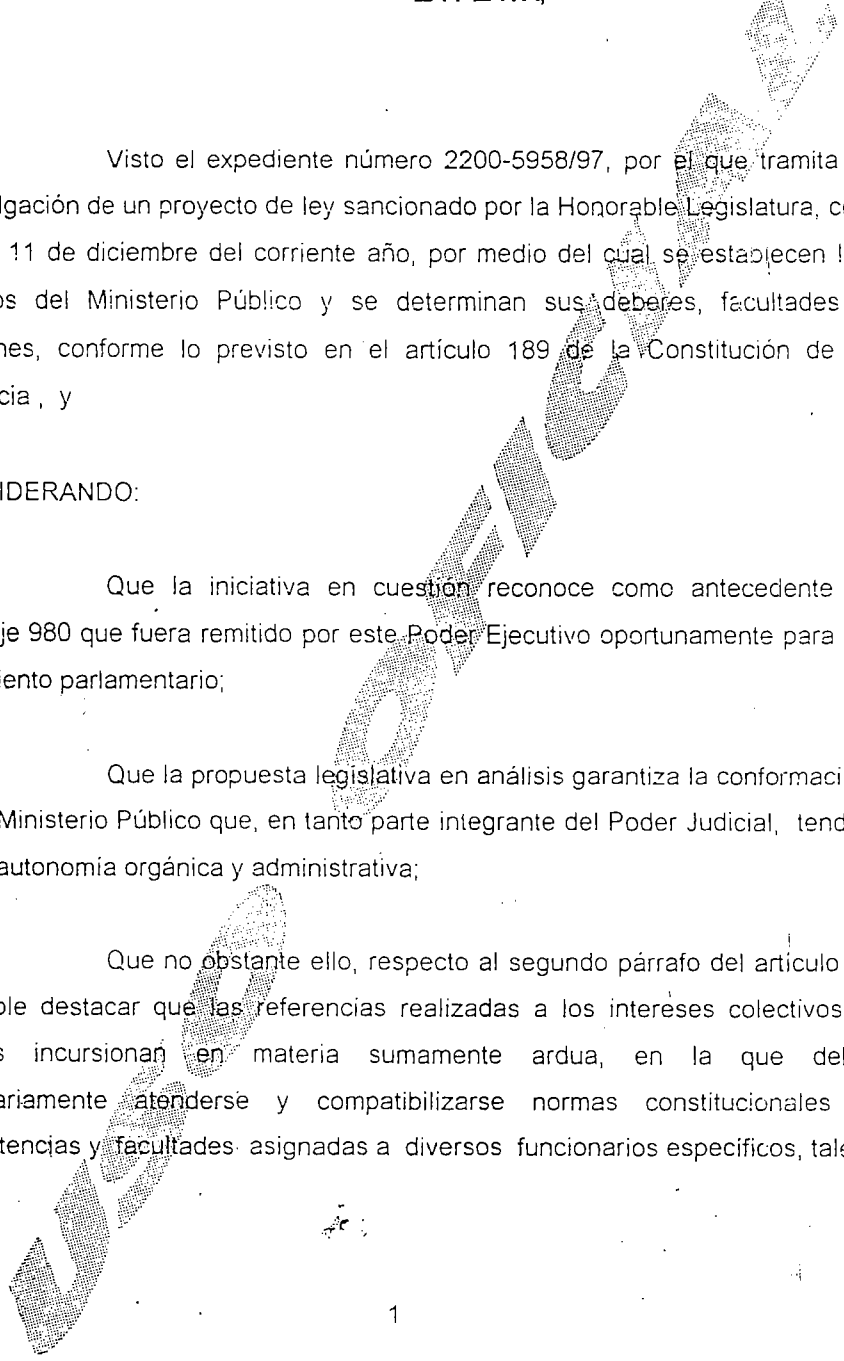 Visto el expediente número 2200-5958/97, por el que tramita
lgación de un proyecto de ley sancionado por la Honorable Legislatura, c
11 de diciembre del corriente año, por medio del cual se establecen l
os del Ministerio Público y se determinan sus deberes, facultades
nes, conforme lo previsto en el artículo 189 de la Constitución de
cia , y
IDERANDO:
Que la iniciativa en cuestión reconoce como antecedente
je 980 que fuera remitido por este Poder Ejecutivo oportunamente para
iento parlamentario;
Que la propuesta legislativa en análisis garantiza la conformaci
Ministerio Público que, en tanto parte integrante del Poder Judicial, tend
autonomía orgánica y administrativa;
Que no obstante ello, respecto al segundo párrafo del artículo
ble destacar que las referencias realizadas a los intereses colectivos
s incursionan en materia sumamente ardua, en la que de
ariamente atenderse y compatibilizarse normas constitucionales
tencias y facultades asignadas a diversos funcionarios específicos, tal
1
USO OFICIAL